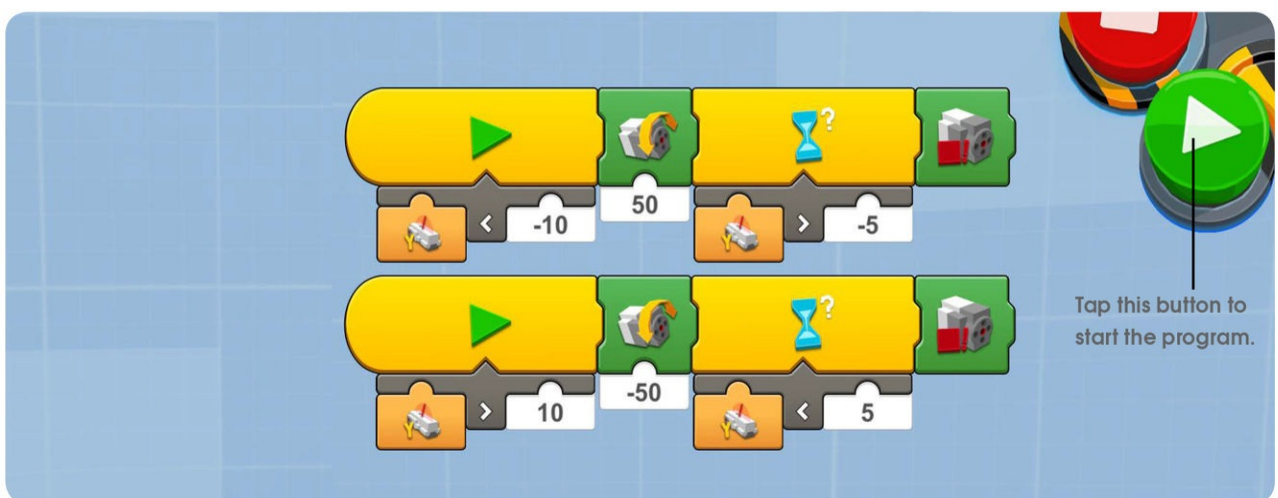 ?
50
Y < -10
Y > -5
?
-50
Y > 10
Y < 5
Tap this button to
start the program.